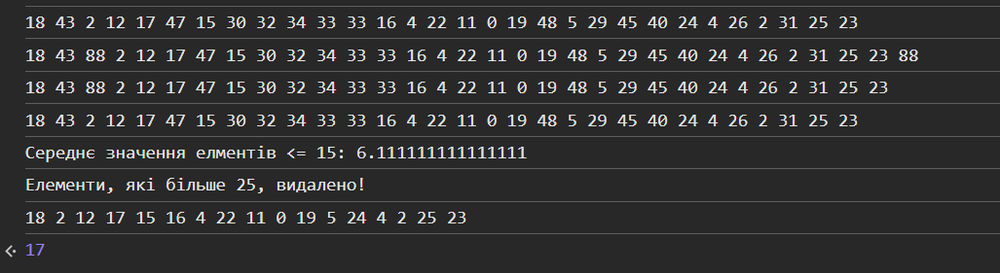 18 43 2 12 17 47 15 30 32 34 33 33 16 4 22 11 0 19 48 5 29 45 40 24 4 26 2 31 25 23
18 43 88 2 12 17 47 15 30 32 34 33 33 16 4 22 11 0 19 48 5 29 45 40 24 4 26 2 31 25 23 88
18 43 88 2 12 17 47 15 30 32 34 33 33 16 4 22 11 0 19 48 5 29 45 40 24 4 26 2 31 25 23
18 43 2 12 17 47 15 30 32 34 33 33 16 4 22 11 0 19 48 5 29 45 40 24 4 26 2 31 25 23
Середнє значення елментів <= 15: 6.111111111111111
Елементи, які більше 25, видалено!
18 2 12 17 15 16 4 22 11 0 19 5 24 4 2 25 23
17